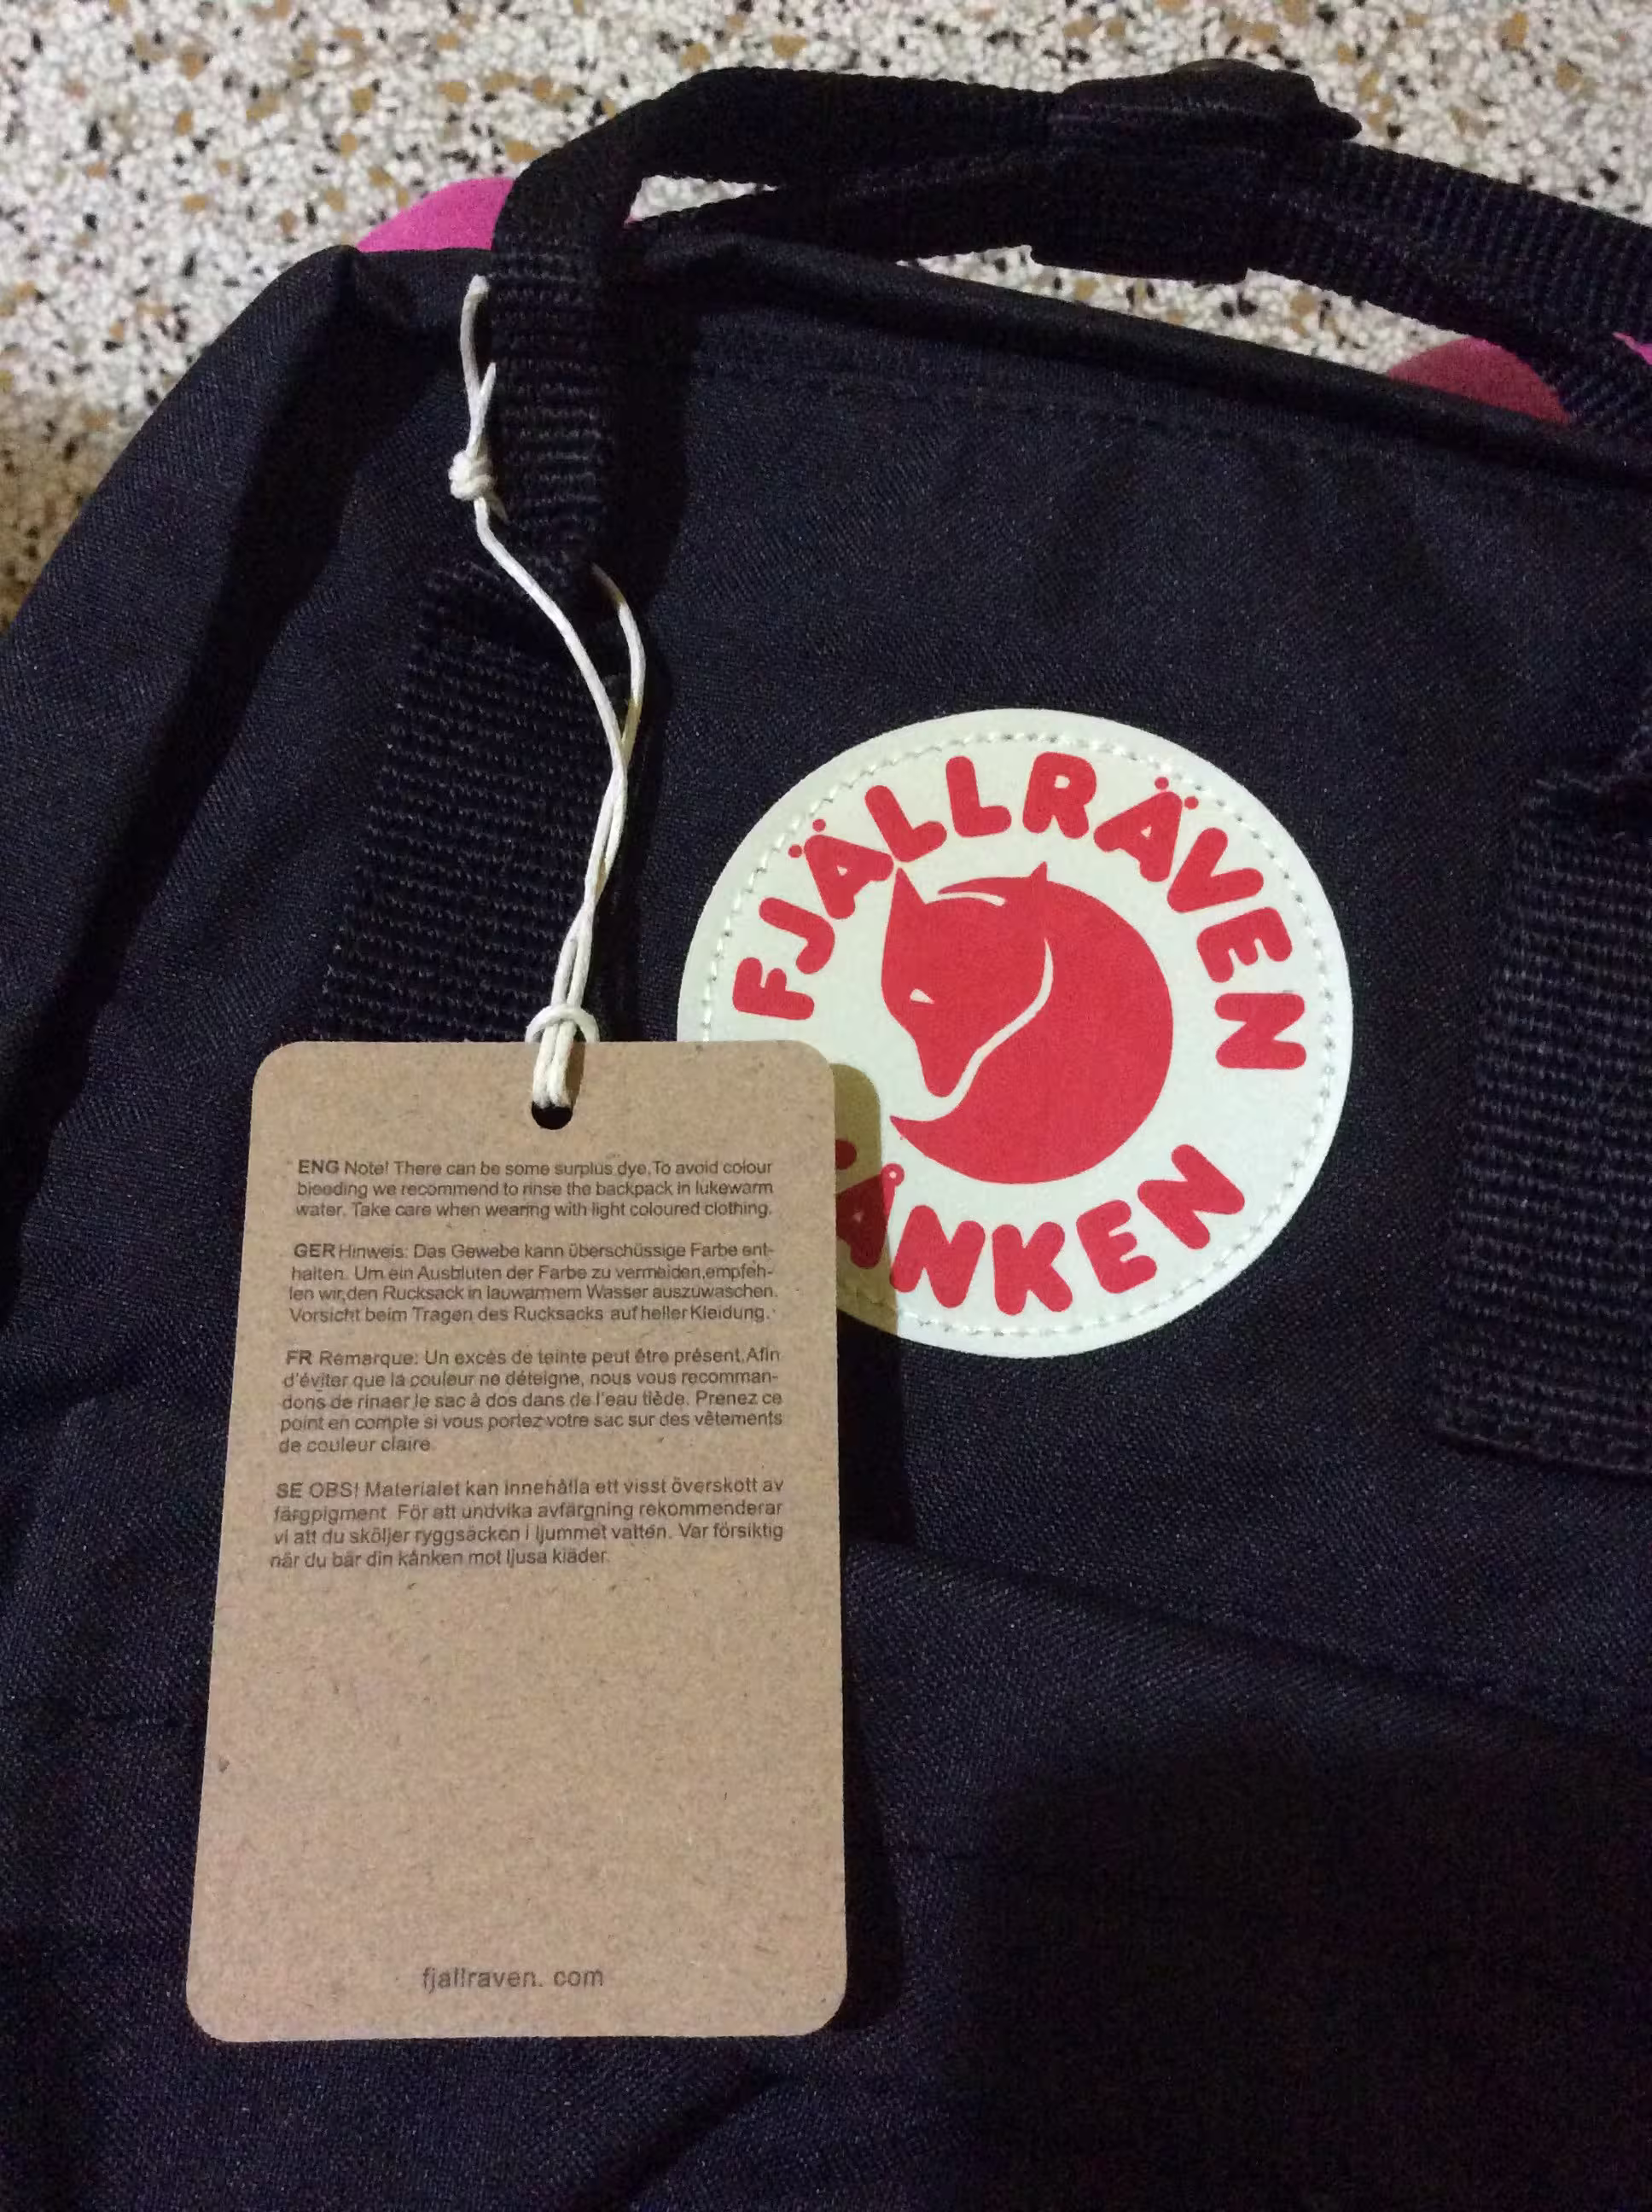 FJÄLLRÄVEN
ÅNKEN
ENG Note! There can be some surplus dye.To avoid colour
bleeding we recommend to rinse the backpack in lukewarm
water. Take care when wearing with light coloured clothing.
GER Hinweis: Das Gewebe kann überschüssige Farbe ent-
halten. Um ein Ausbluten der Farbe zu vermeiden,empfeh-
len wir,den Rucksack in lauwarmem Wasser auszuwaschen.
Vorsicht beim Tragen des Rucksacks auf heller Kleidung.
FR Remarque: Un excès de teinte peut être présent.Afin
d'éviter que la couleur ne déteigne, nous vous recomman-
dons de rinaer le sac à dos dans de l'eau tiède. Prenez ce
point en compte si vous portez votre sac sur des vêtements
de couleur claire
SE OBS! Materialet kan innehålla ett visst överskott av
färgpigment. För att undvika avfärgning rekommenderar
vi att du sköljer ryggsäcken i ljummet vatten. Var försiktig
när du bär din kånken mot ljusa kläder.
fjallraven. com